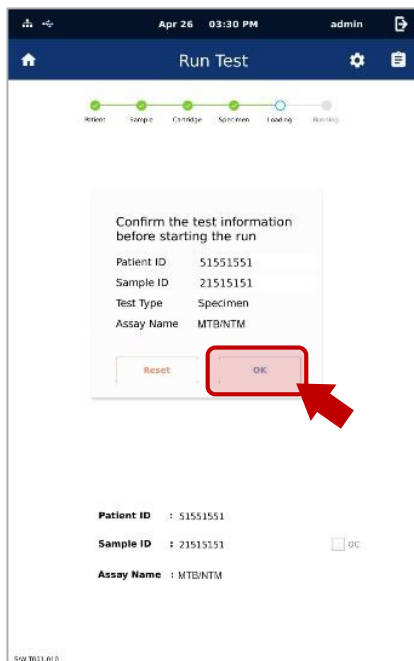 Apr 26 03:30 PM admin
Run Test
Patient Sample Cartridge Specimen Loading Running
Confirm the test information
before starting the run
Patient ID 51551551
Sample ID 21515151
Test Type Specimen
Assay Name MTB/NTM
Reset OK
Patient ID : 51551551
Sample ID : 21515151 QC
Assay Name : MTB/NTM